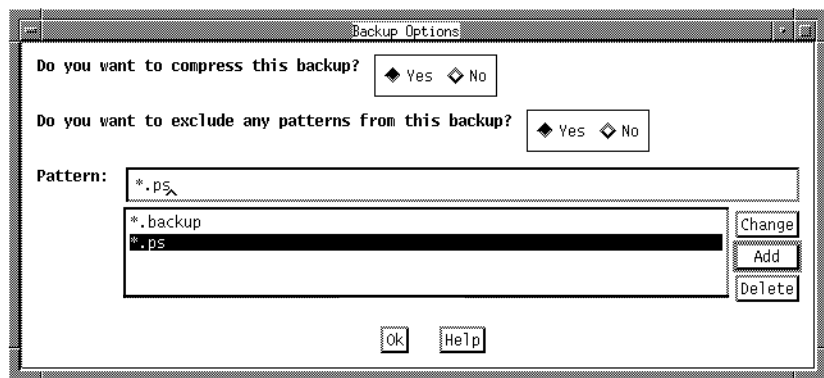 Backup Options
Do you want to compress this backup? Yes No
Do you want to exclude any patterns from this backup? Yes No
Pattern: *.ps
*.backup
*.ps
Change
Add
Delete
Ok Help